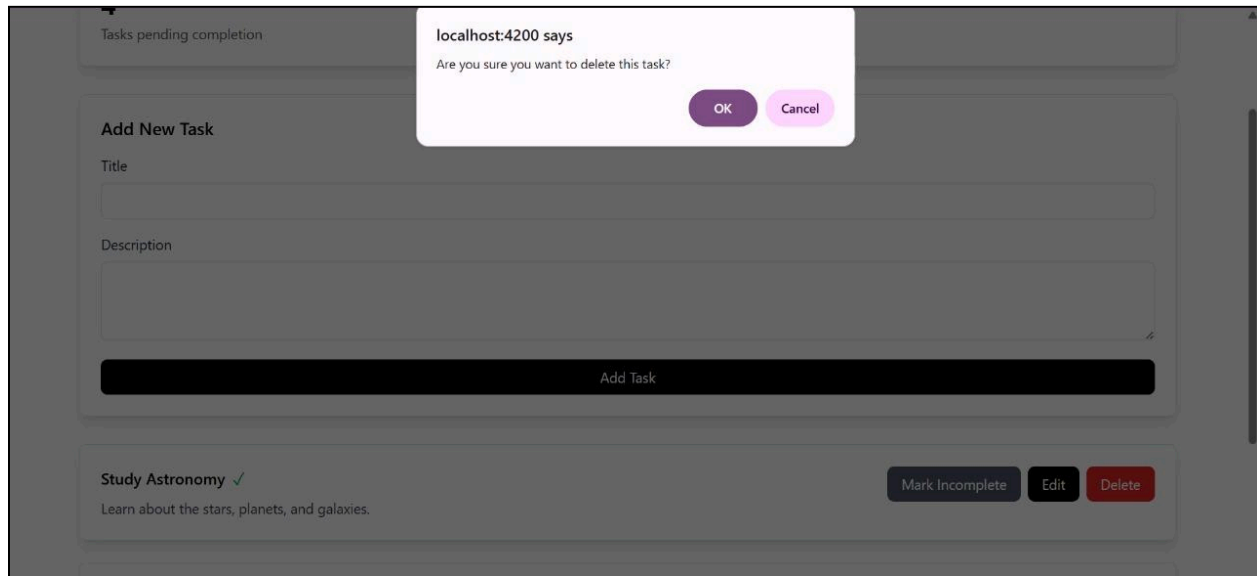 Tasks pending completion
localhost:4200 says
Are you sure you want to delete this task?
OK Cancel
Add New Task
Title
Description
Add Task
Study Astronomy ✓
Learn about the stars, planets, and galaxies.
Mark Incomplete Edit Delete